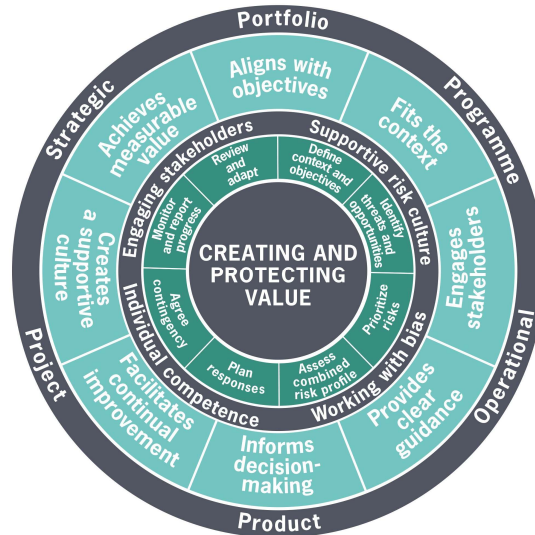 Portfolio
Programme
Operational
Product
Project
Strategic
Aligns with
objectives
Fits the
context
Engages
stakeholders
Provides
clear
guidance
Informs
decision-
making
Facilitates
continual
improvement
Creates
a supportive
culture
Achieves
measurable
value
Supportive risk culture
Working with bias
Individual competence
Engaging stakeholders
Define
context and
objectives
Identify
threats and
opportunities
Prioritize
risks
Assess
combined
risk profile
Plan
responses
Agree
contingency
Monitor
and report
progress
Review
and adapt
CREATING AND
PROTECTING
VALUE